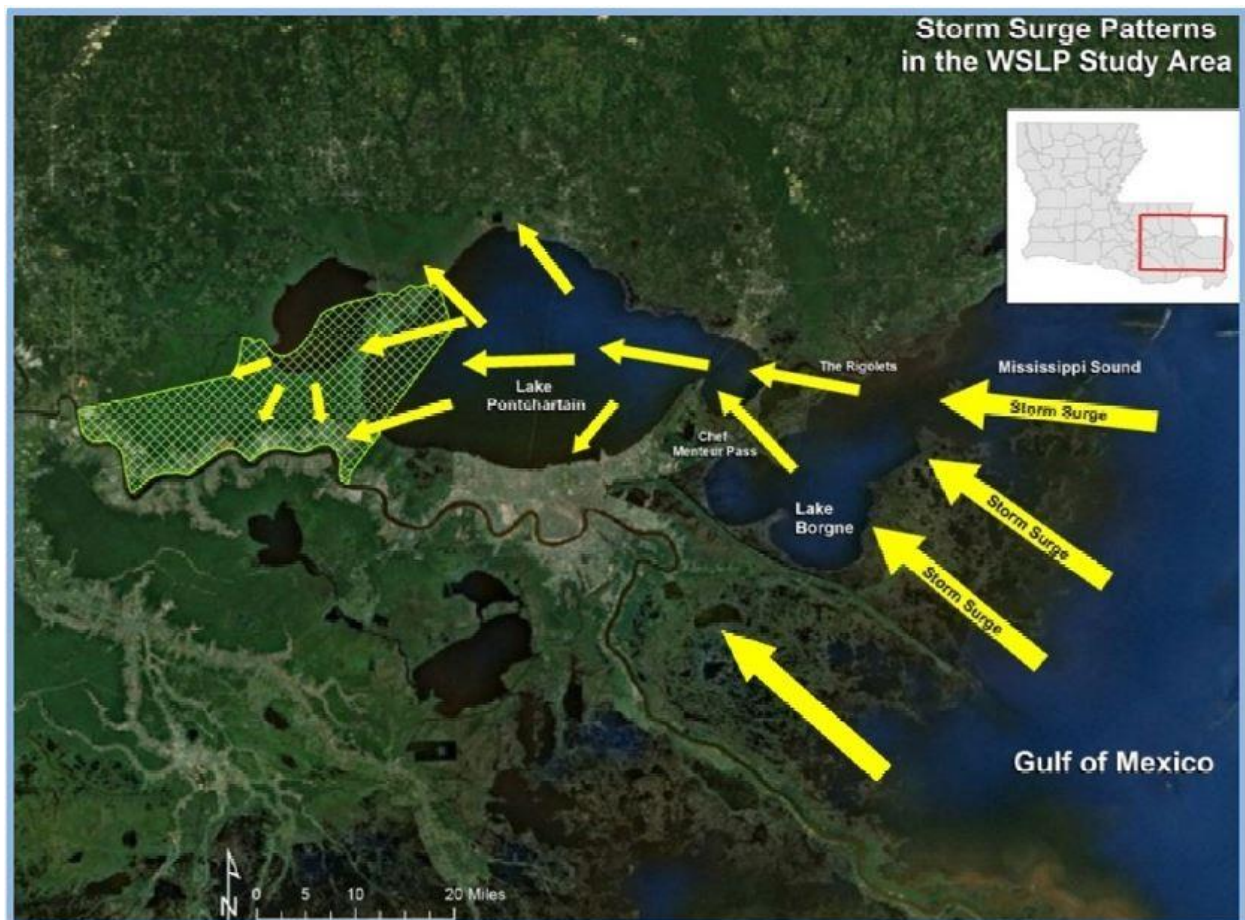 Storm Surge Patterns
in the WSLP Study Area
The Rigolets
Mississippi Sound
Storm Surge
Lake
Pontchartain
Chef
Menteur Pass
Storm Surge
Lake
Borgne
Storm Surge
Gulf of Mexico
N
0 5 10 20 Miles